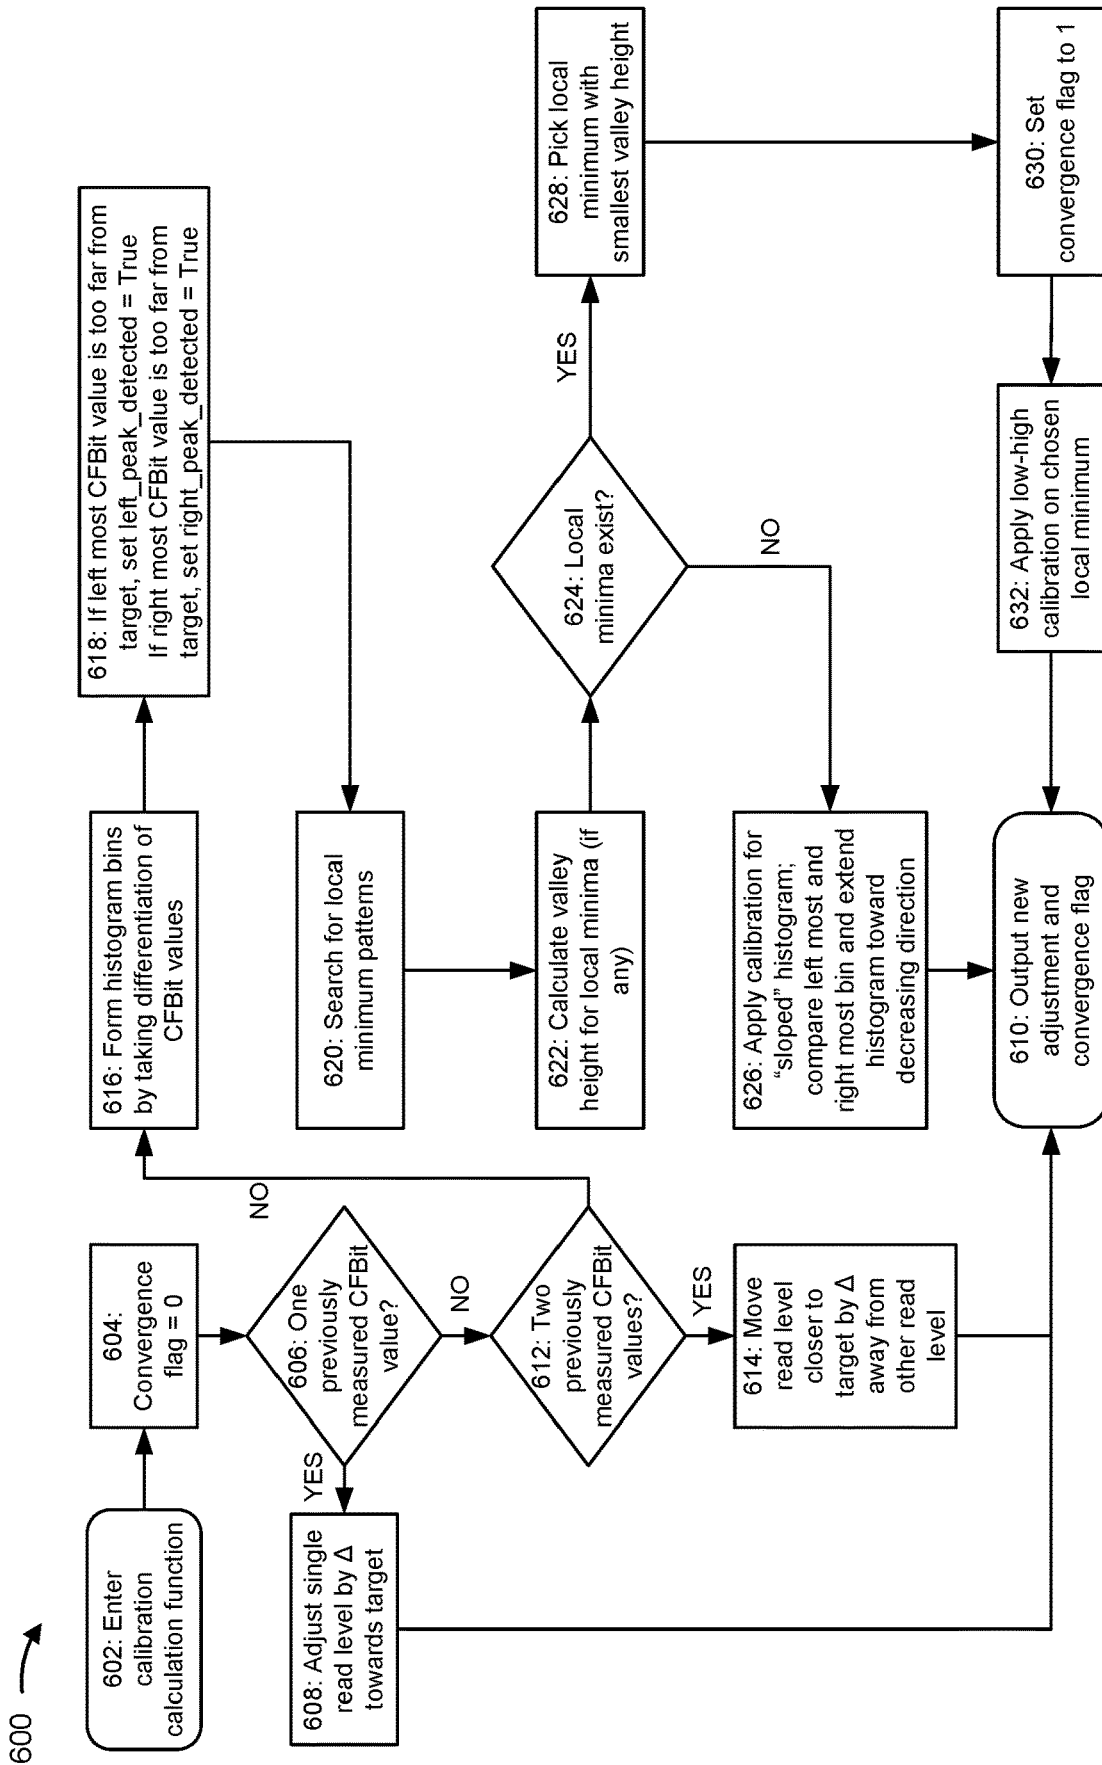 600
602: Enter
calibration
calculation function
604:
Convergence
flag = 0
606: One
previously
measured CFBit
value?
YES
NO
608: Adjust single
read level by Δ
towards target
612: Two
previously
measured CFBit
values?
NO
YES
614: Move
read level
closer to
target by Δ
away from
other read
level
616: Form histogram bins
by taking differentiation of
CFBit values
618: If left most CFBit value is too far from
target, set left_peak_detected = True
If right most CFBit value is too far from
target, set right_peak_detected = True
620: Search for local
minimum patterns
622: Calculate valley
height for local minima (if
any)
624: Local
minima exist?
YES
NO
626: Apply calibration for
“sloped” histogram;
compare left most and
right most bin and extend
histogram toward
decreasing direction
628: Pick local
minimum with
smallest valley height
630: Set
convergence flag to 1
632: Apply low-high
calibration on chosen
local minimum
610: Output new
adjustment and
convergence flag